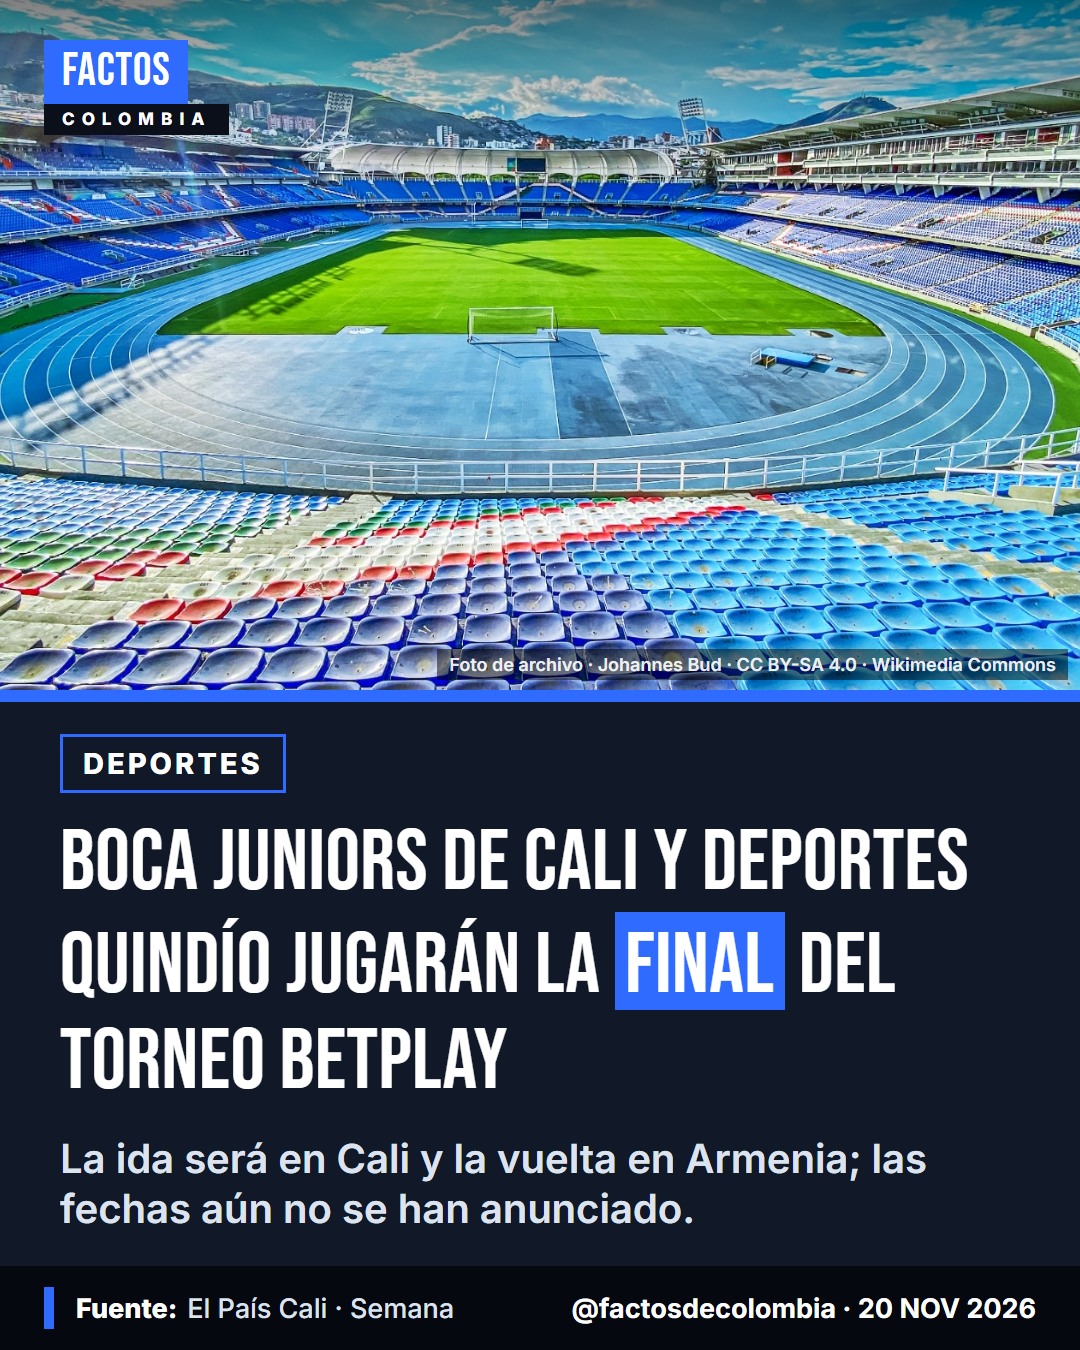 FACTOS
COLOMBIA
Foto de archivo · Johannes Bud · CC BY-SA 4.0 · Wikimedia Commons
DEPORTES
BOCA JUNIORS DE CALI Y DEPORTES
QUINDÍO JUGARÁN LA FINAL DEL
TORNEO BETPLAY
La ida será en Cali y la vuelta en Armenia; las
fechas aún no se han anunciado.
Fuente: El País Cali · Semana
@factosdecolombia · 20 NOV 2026